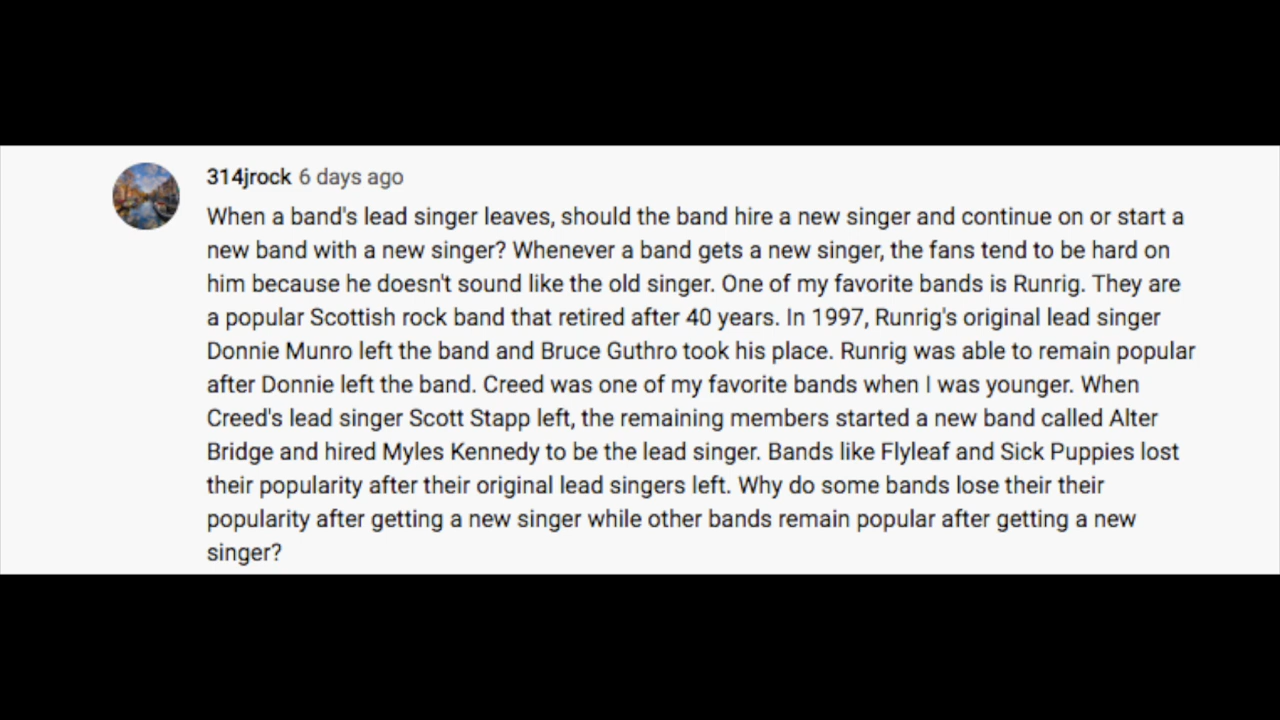 314jrock 6 days ago
When a band's lead singer leaves, should the band hire a new singer and continue on or start a
new band with a new singer? Whenever a band gets a new singer, the fans tend to be hard on
him because he doesn't sound like the old singer. One of my favorite bands is Runrig. They are
a popular Scottish rock band that retired after 40 years. In 1997, Runrig's original lead singer
Donnie Munro left the band and Bruce Guthro took his place. Runrig was able to remain popular
after Donnie left the band. Creed was one of my favorite bands when I was younger. When
Creed's lead singer Scott Stapp left, the remaining members started a new band called Alter
Bridge and hired Myles Kennedy to be the lead singer. Bands like Flyleaf and Sick Puppies lost
their popularity after their original lead singers left. Why do some bands lose their their
popularity after getting a new singer while other bands remain popular after getting a new
singer?